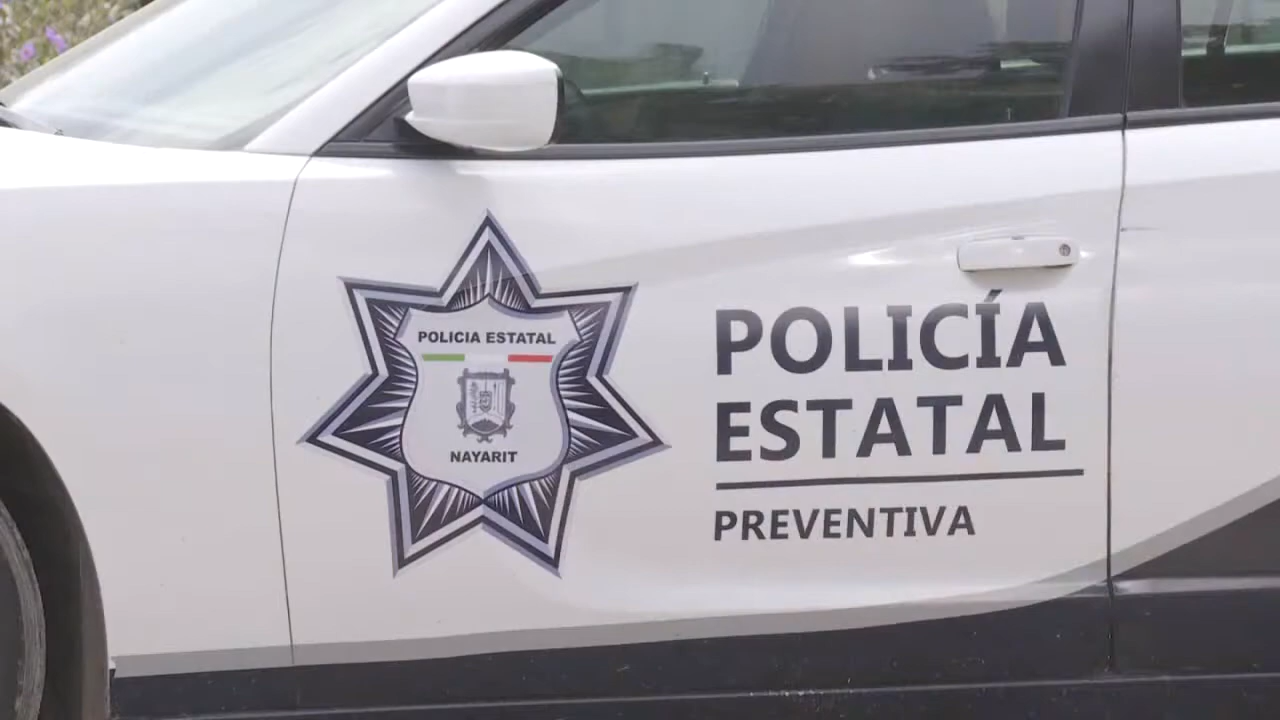 POLICIA ESTATAL
NAYARIT
POLICÍA
ESTATAL
PREVENTIVA